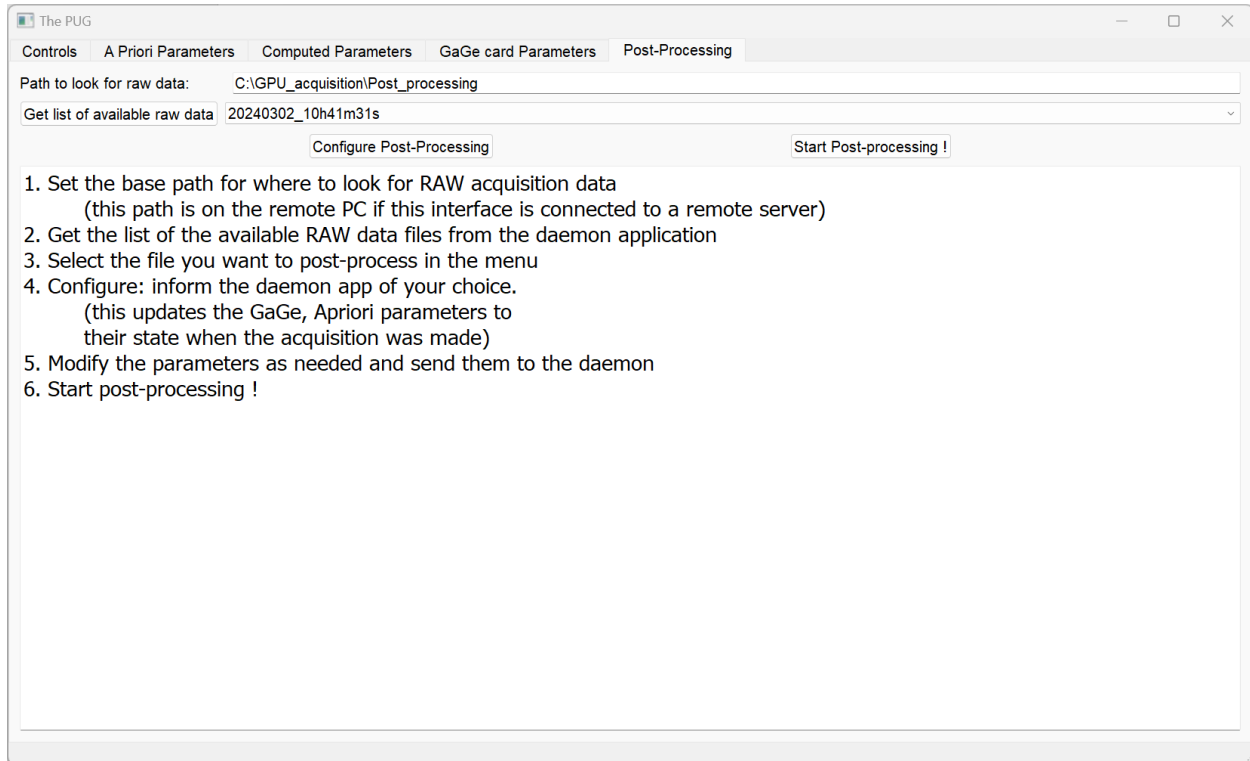 The PUG
Controls A Priori Parameters Computed Parameters GaGe card Parameters Post-Processing
Path to look for raw data: C:\GPU_acquisition\Post_processing
Get list of available raw data 20240302_10h41m31s
Configure Post-Processing Start Post-processing !
1. Set the base path for where to look for RAW acquisition data
(this path is on the remote PC if this interface is connected to a remote server)
2. Get the list of the available RAW data files from the daemon application
3. Select the file you want to post-process in the menu
4. Configure: inform the daemon app of your choice.
(this updates the GaGe, Apriori parameters to
their state when the acquisition was made)
5. Modify the parameters as needed and send them to the daemon
6. Start post-processing !